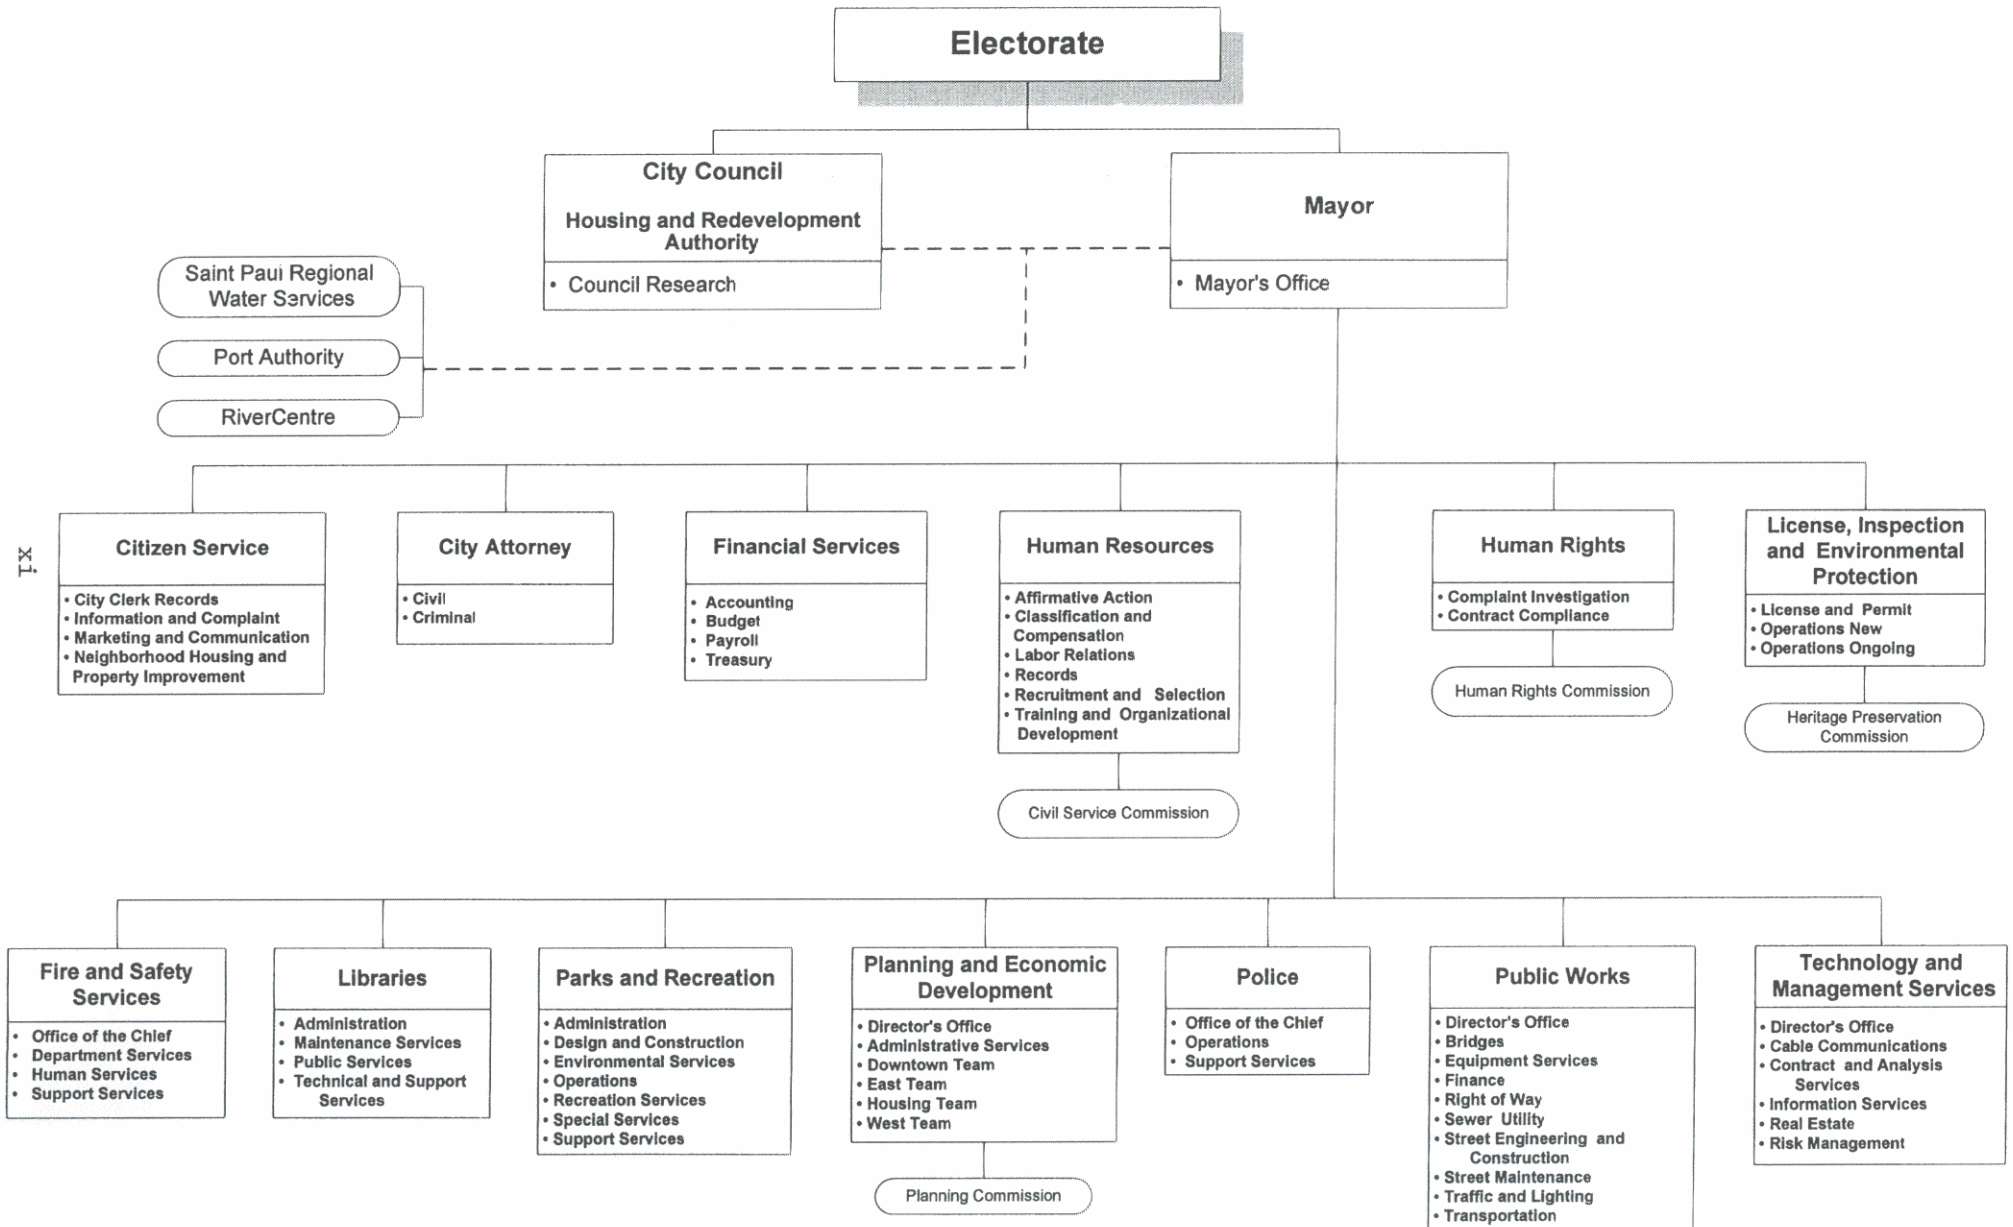 Electorate
City Council
Housing and Redevelopment
Authority
• Council Research
Mayor
• Mayor's Office
Saint Paul Regional
Water Services
Port Authority
RiverCentre
xi
Citizen Service
• City Clerk Records
• Information and Complaint
• Marketing and Communication
• Neighborhood Housing and
Property Improvement
City Attorney
• Civil
• Criminal
Financial Services
• Accounting
• Budget
• Payroll
• Treasury
Human Resources
• Affirmative Action
• Classification and
Compensation
• Labor Relations
• Records
• Recruitment and Selection
• Training and Organizational
Development
Civil Service Commission
Human Rights
• Complaint Investigation
• Contract Compliance
Human Rights Commission
License, Inspection
and Environmental
Protection
• License and Permit
• Operations New
• Operations Ongoing
Heritage Preservation
Commission
Fire and Safety
Services
• Office of the Chief
• Department Services
• Human Services
• Support Services
Libraries
• Administration
• Maintenance Services
• Public Services
• Technical and Support
Services
Parks and Recreation
• Administration
• Design and Construction
• Environmental Services
• Operations
• Recreation Services
• Special Services
• Support Services
Planning and Economic
Development
• Director's Office
• Administrative Services
• Downtown Team
• East Team
• Housing Team
• West Team
Planning Commission
Police
• Office of the Chief
• Operations
• Support Services
Public Works
• Director's Office
• Bridges
• Equipment Services
• Finance
• Right of Way
• Sewer Utility
• Street Engineering and
Construction
• Street Maintenance
• Traffic and Lighting
• Transportation
Technology and
Management Services
• Director's Office
• Cable Communications
• Contract and Analysis
Services
• Information Services
• Real Estate
• Risk Management